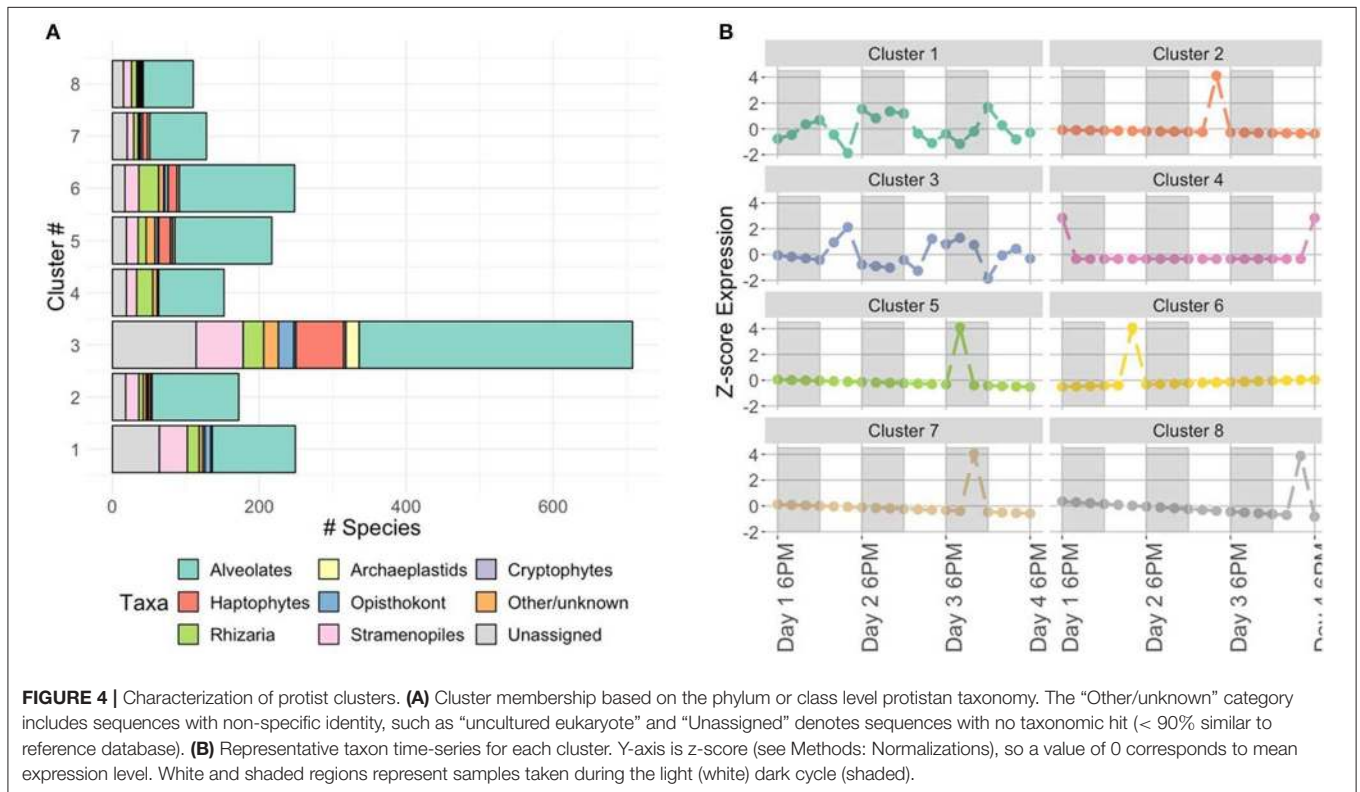 A
Cluster #
8
7
6
5
4
3
2
1
0 200 400 600
# Species
Taxa
Alveolates Archaeplastids Cryptophytes
Haptophytes Opisthokont Other/unknown
Rhizaria Stramenopiles Unassigned
B
Z-score Expression
Cluster 1 Cluster 2
4
2
0
-2
Cluster 3 Cluster 4
4
2
0
-2
Cluster 5 Cluster 6
4
2
0
-2
Cluster 7 Cluster 8
4
2
0
-2
Day 1 6PM Day 2 6PM Day 3 6PM Day 4 6PM Day 1 6PM Day 2 6PM Day 3 6PM Day 4 6PM
FIGURE 4 | Characterization of protist clusters. (A) Cluster membership based on the phylum or class level protistan taxonomy. The “Other/unknown” category
includes sequences with non-specific identity, such as “uncultured eukaryote” and “Unassigned” denotes sequences with no taxonomic hit (< 90% similar to
reference database). (B) Representative taxon time-series for each cluster. Y-axis is z-score (see Methods: Normalizations), so a value of 0 corresponds to mean
expression level. White and shaded regions represent samples taken during the light (white) dark cycle (shaded).